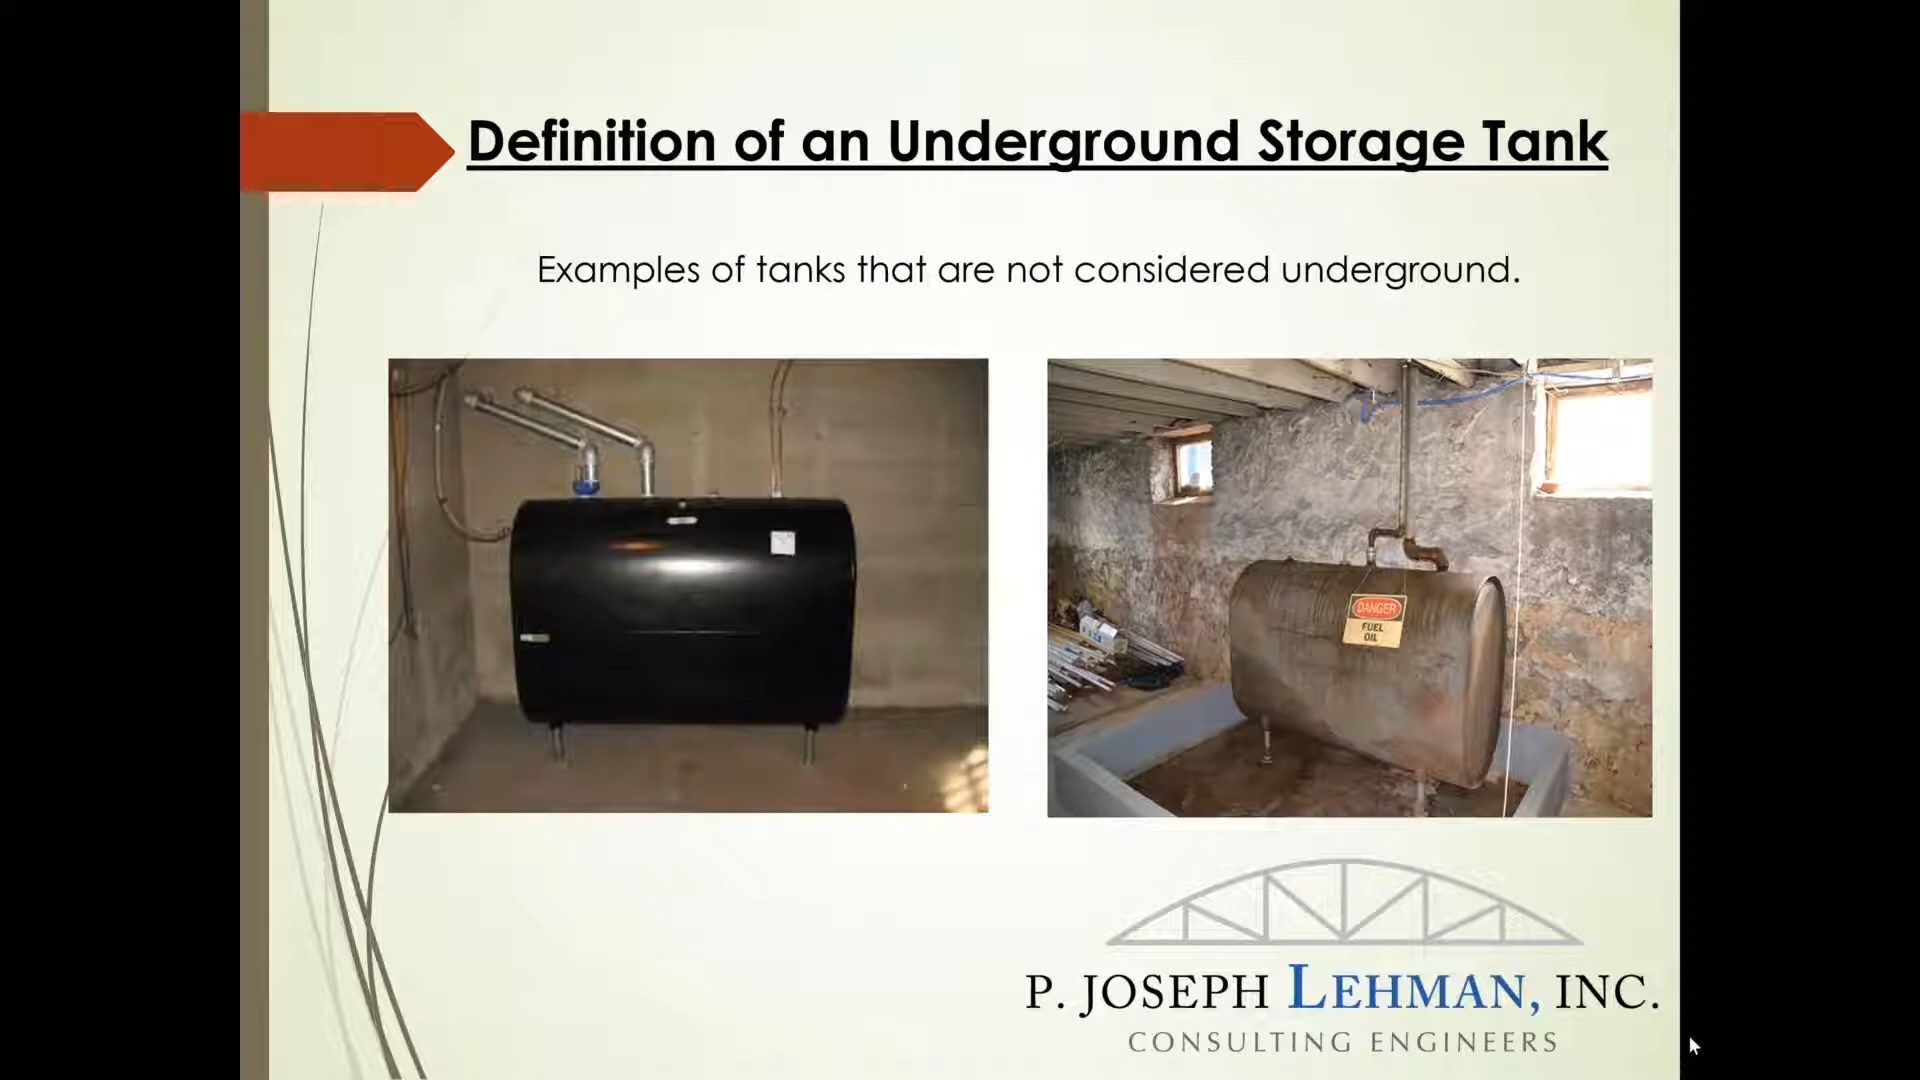 Definition of an Underground Storage Tank
Examples of tanks that are not considered underground.
DANGER
FUEL
OIL
P. JOSEPH LEHMAN, INC.
CONSULTING ENGINEERS